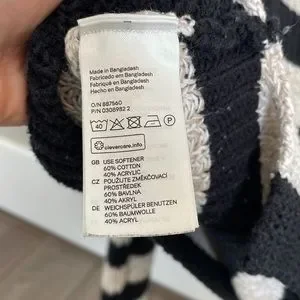 Made in Bangladesh
Fabricado em Bangladesh
Fabriqué en Bangladesh
Hecho en Bangladesh
O/N 887560
P/N 0308982 2
40
P
clevercare.info
GB USE SOFTENER
60% COTTON
40% ACRYLIC
CZ POUŽIJTE ZMĚKČOVACÍ
PROSTŘEDEK
60% BAVLNA
40% AKRYL
DE WEICHSPÜLER BENUTZEN
60% BAUMWOLLE
40% ACRYL